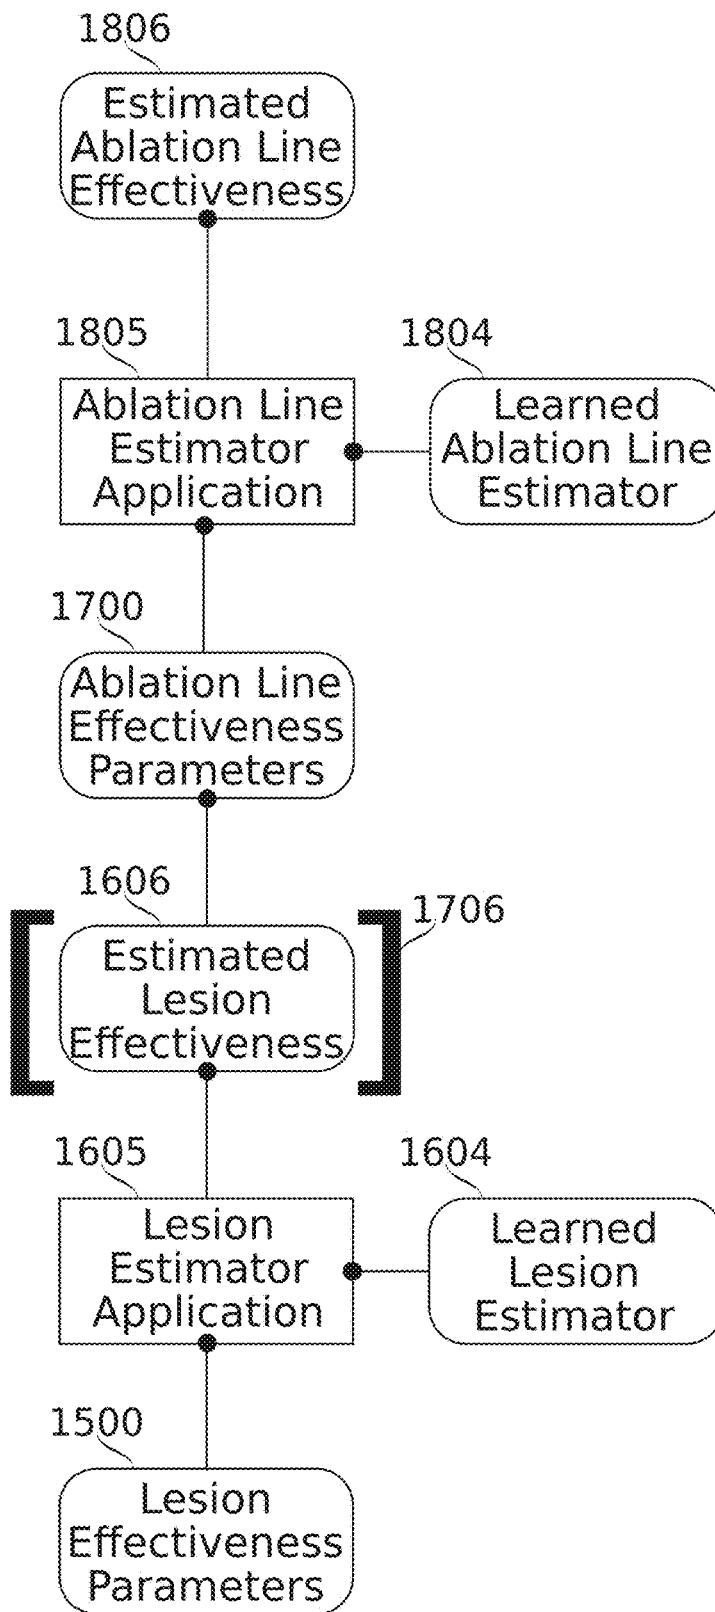 1806
Estimated
Ablation Line
Effectiveness
1805
Ablation Line
Estimator
Application
1804
Learned
Ablation Line
Estimator
1700
Ablation Line
Effectiveness
Parameters
1606
Estimated
Lesion
Effectiveness
1706
1605
Lesion
Estimator
Application
1604
Learned
Lesion
Estimator
1500
Lesion
Effectiveness
Parameters